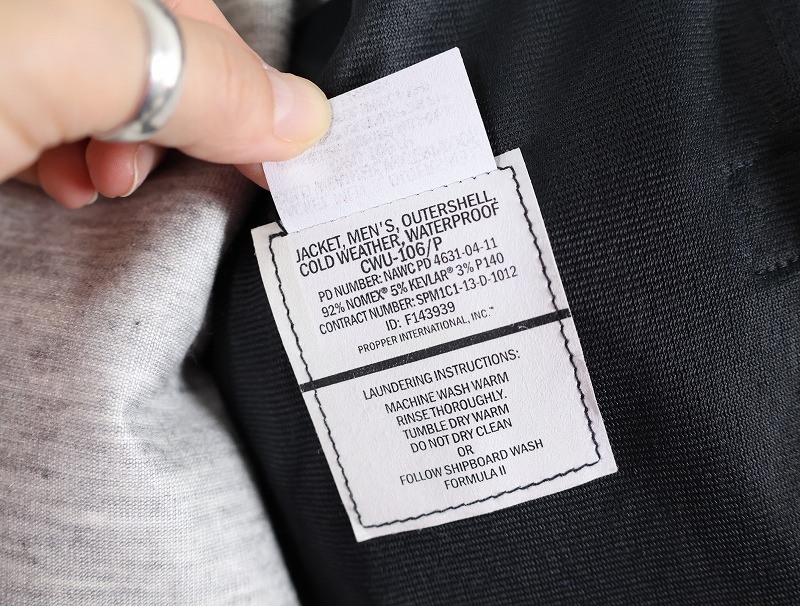 JACKET, MEN'S, OUTERSHELL,
COLD WEATHER, WATERPROOF
CWU-106/P
PD NUMBER: NAWC PD 4631-04-11
92% NOMEX® 5% KEVLAR® 3% P140
CONTRACT NUMBER: SPM1C1-13-D-1012
ID: F143939
PROPPER INTERNATIONAL, INC.™
LAUNDERING INSTRUCTIONS:
MACHINE WASH WARM
RINSE THOROUGHLY.
TUMBLE DRY WARM
DO NOT DRY CLEAN
OR
FOLLOW SHIPBOARD WASH
FORMULA II